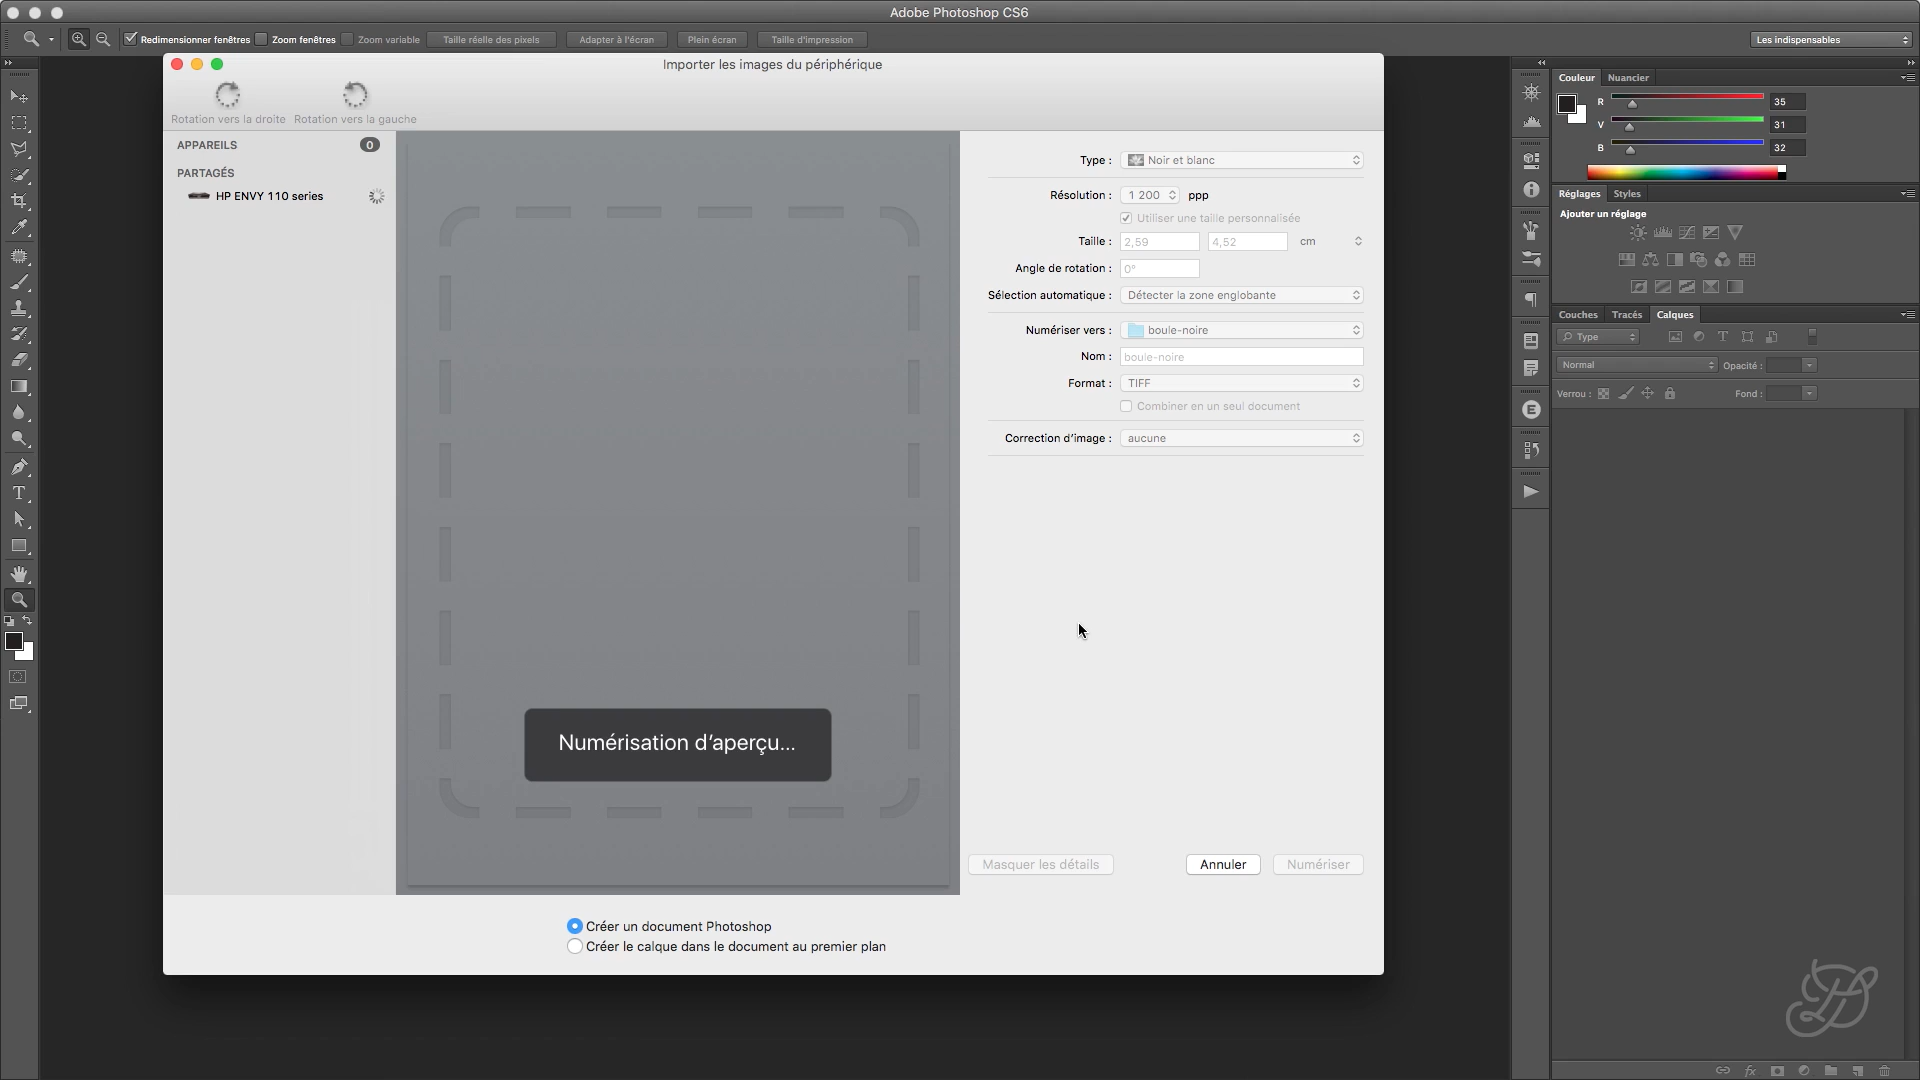 Adobe Photoshop CS6
Redimensionner fenêtres Zoom fenêtres Zoom variable Taille réelle des pixels Adapter à l'écran Plein écran Taille d'impression Les indispensables
Importer les images du périphérique
Rotation vers la droite Rotation vers la gauche
APPAREILS 0
PARTAGÉS
HP ENVY 110 series
Numérisation d’aperçu…
Type : Noir et blanc
Résolution : 1 200 ppp
Utiliser une taille personnalisée
Taille : 2,59 4,52 cm
Angle de rotation : 0°
Sélection automatique : Détecter la zone englobante
Numériser vers : boule-noire
Nom : boule-noire
Format : TIFF
Combiner en un seul document
Correction d’image : aucune
Masquer les détails Annuler Numériser
Créer un document Photoshop
Créer le calque dans le document au premier plan
Couleur Nuancier
R 35
V 31
B 32
Réglages Styles
Ajouter un réglage
Couches Tracés Calques
Type
Normal Opacité :
Verrou : Fond :